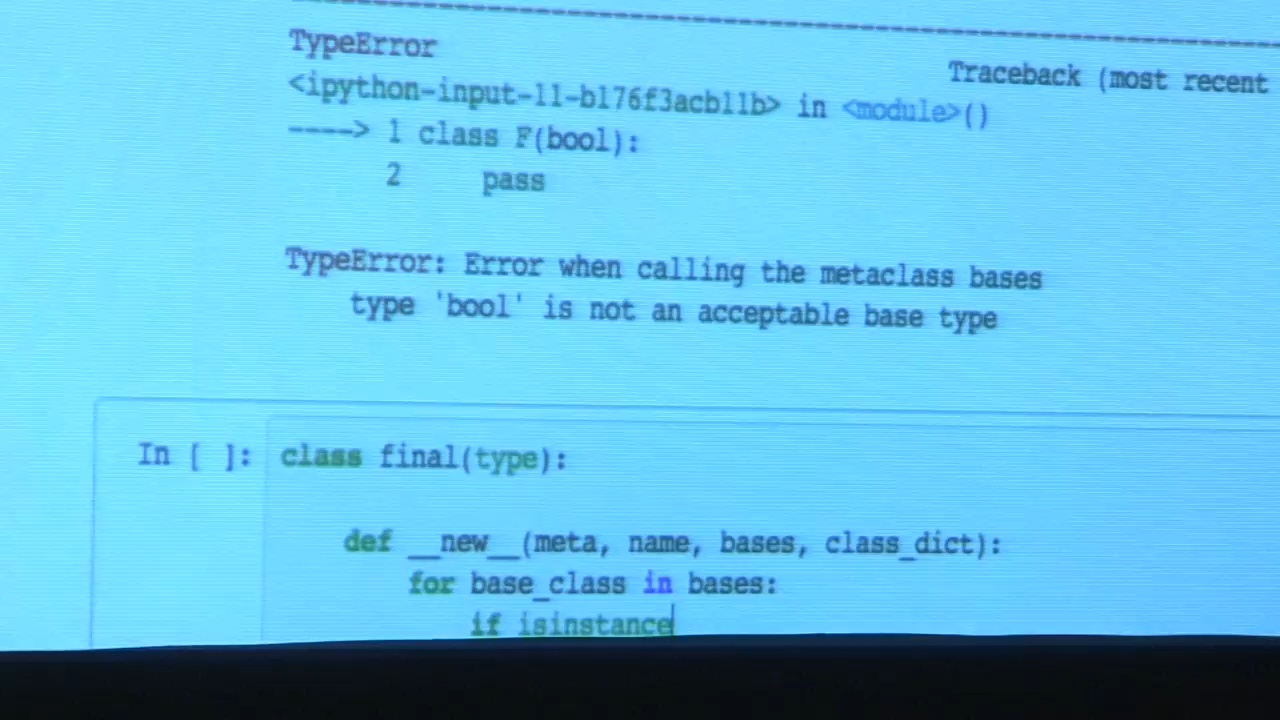 TypeError Traceback (most recent
<ipython-input-11-b176f3acb11b> in <module>()
----> 1 class F(bool):
2 pass
TypeError: Error when calling the metaclass bases
type 'bool' is not an acceptable base type
In [ ]: class final(type):
def __new__(meta, name, bases, class_dict):
for base_class in bases:
if isinstance